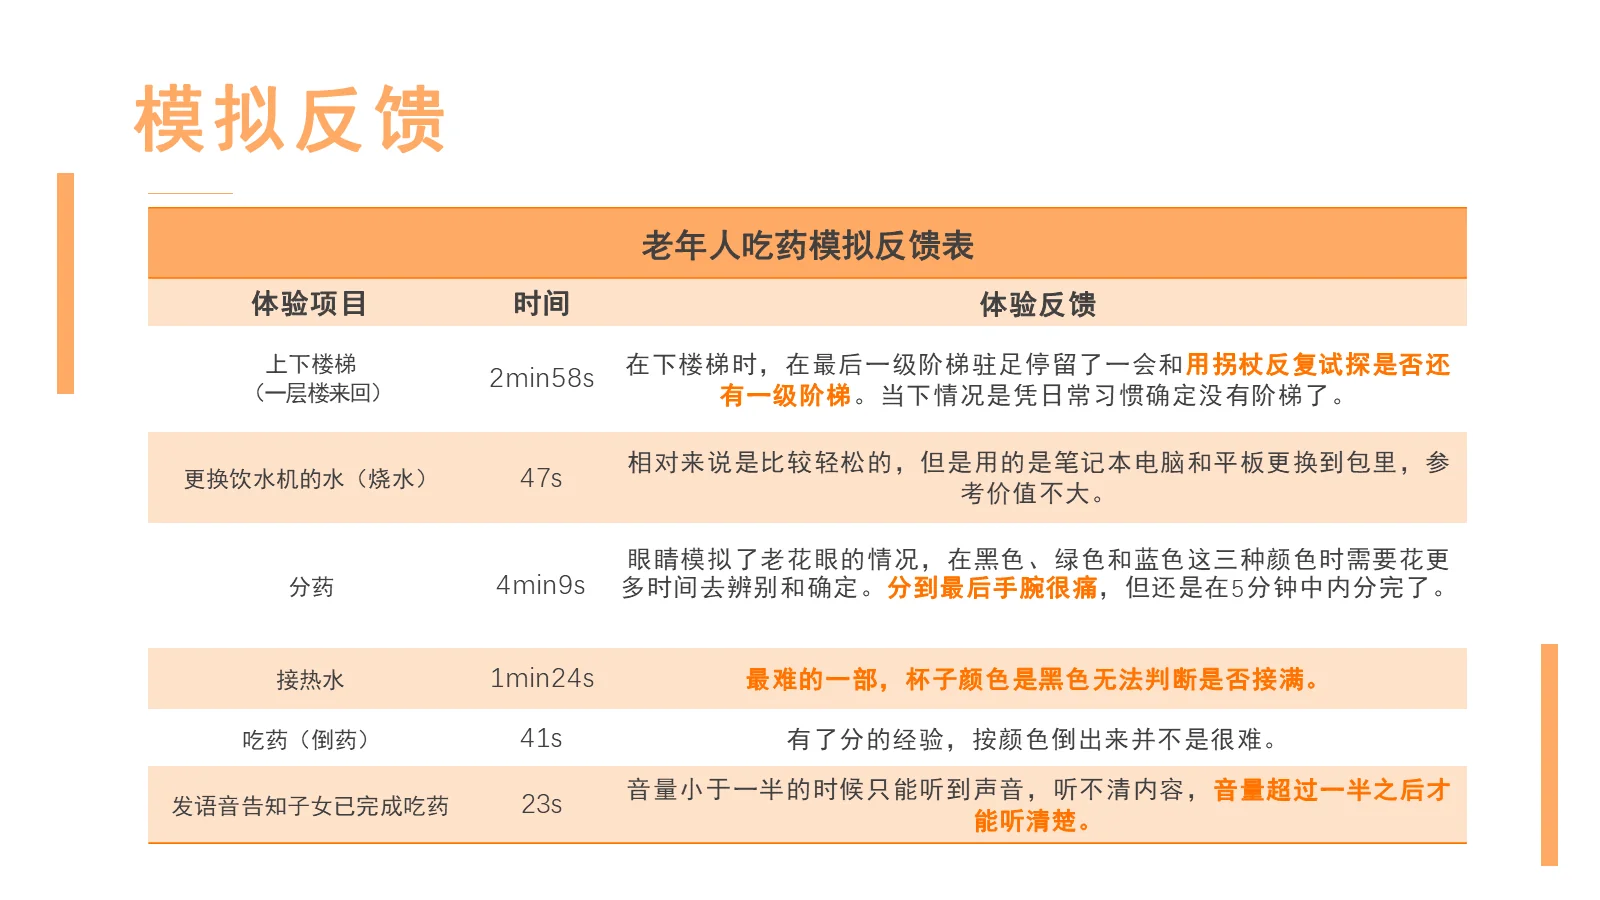 模拟反馈
老年人吃药模拟反馈表
体验项目 时间 体验反馈
上下楼梯
（一层楼来回）
2min58s
在下楼梯时，在最后一级阶梯驻足停留了一会和用拐杖反复试探是否还
有一级阶梯。当下情况是凭日常习惯确定没有阶梯了。
更换饮水机的水（烧水）
47s
相对来说是比较轻松的，但是用的是笔记本电脑和平板更换到包里，参
考价值不大。
分药
4min9s
眼睛模拟了老花眼的情况，在黑色、绿色和蓝色这三种颜色时需要花更
多时间去辨别和确定。分到最后手腕很痛，但还是在5分钟中内分完了。
接热水
1min24s
最难的一部，杯子颜色是黑色无法判断是否接满。
吃药（倒药）
41s
有了分的经验，按颜色倒出来并不是很难。
发语音告知子女已完成吃药
23s
音量小于一半的时候只能听到声音，听不清内容，音量超过一半之后才
能听清楚。